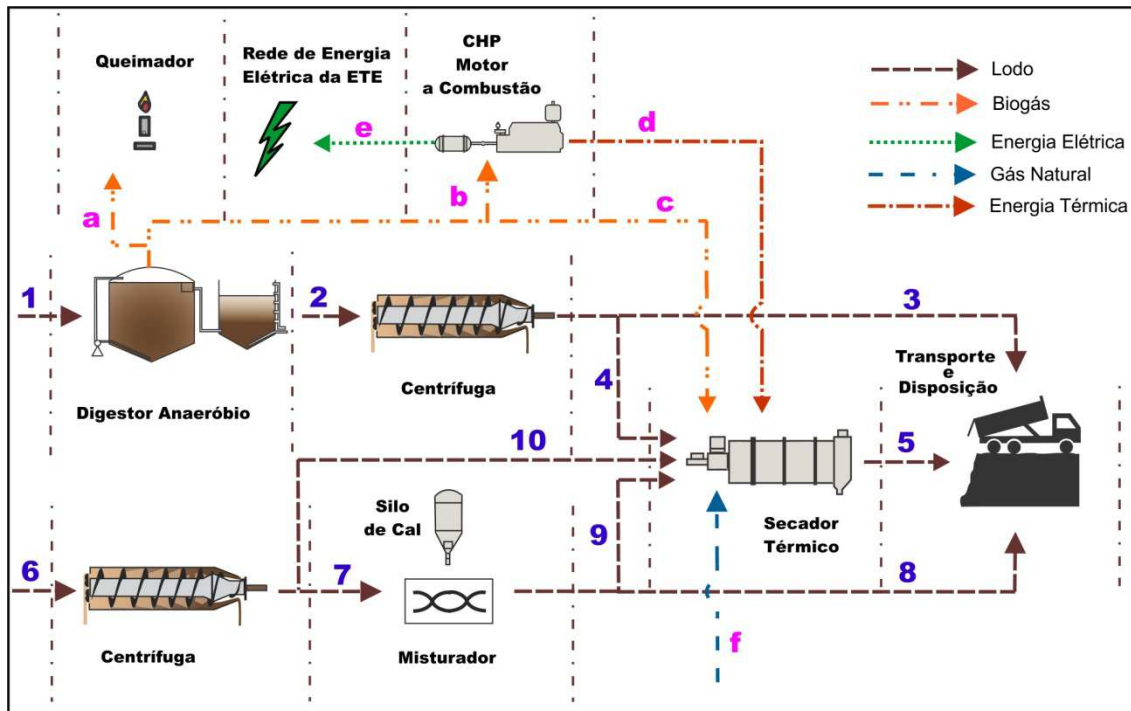 Queimador
Rede de Energia
Elétrica da ETE
CHP
Motor
a Combustão
Lodo
Biogás
Energia Elétrica
Gás Natural
Energia Térmica
a
e
b
d
c
1
2
3
Digestor Anaeróbio
Centrífuga
4
Transporte
e
Disposição
10
5
Silo
de Cal
Secador
Térmico
9
6
7
8
Centrífuga
Misturador
f